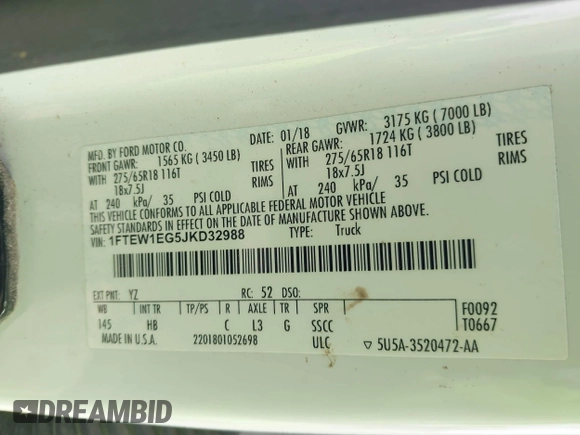 MFD. BY FORD MOTOR CO.
DATE: 01/18 GVWR: 3175 KG ( 7000 LB)
FRONT GAWR: 1565 KG ( 3450 LB) REAR GAWR: 1724 KG ( 3800 LB)
WITH 275/65R18 116T TIRES WITH 275/65R18 116T TIRES
18x7.5J RIMS 18x7.5J RIMS
AT 240 kPa/ 35 PSI COLD AT 240 kPa/ 35 PSI COLD
THIS VEHICLE CONFORMS TO ALL APPLICABLE FEDERAL MOTOR VEHICLE
SAFETY STANDARDS IN EFFECT ON THE DATE OF MANUFACTURE SHOWN ABOVE.
VIN: 1FTEW1EG5JKD32988 TYPE: Truck
EXT PNT: YZ RC: 52 DSO:
WB INT TR TP/PS R AXLE TR SPR F0092
145 HB C L3 G SSCC T0667
MADE IN U.S.A. 2201801052698 ULC ▽ 5U5A-3520472-AA
DREAMBID